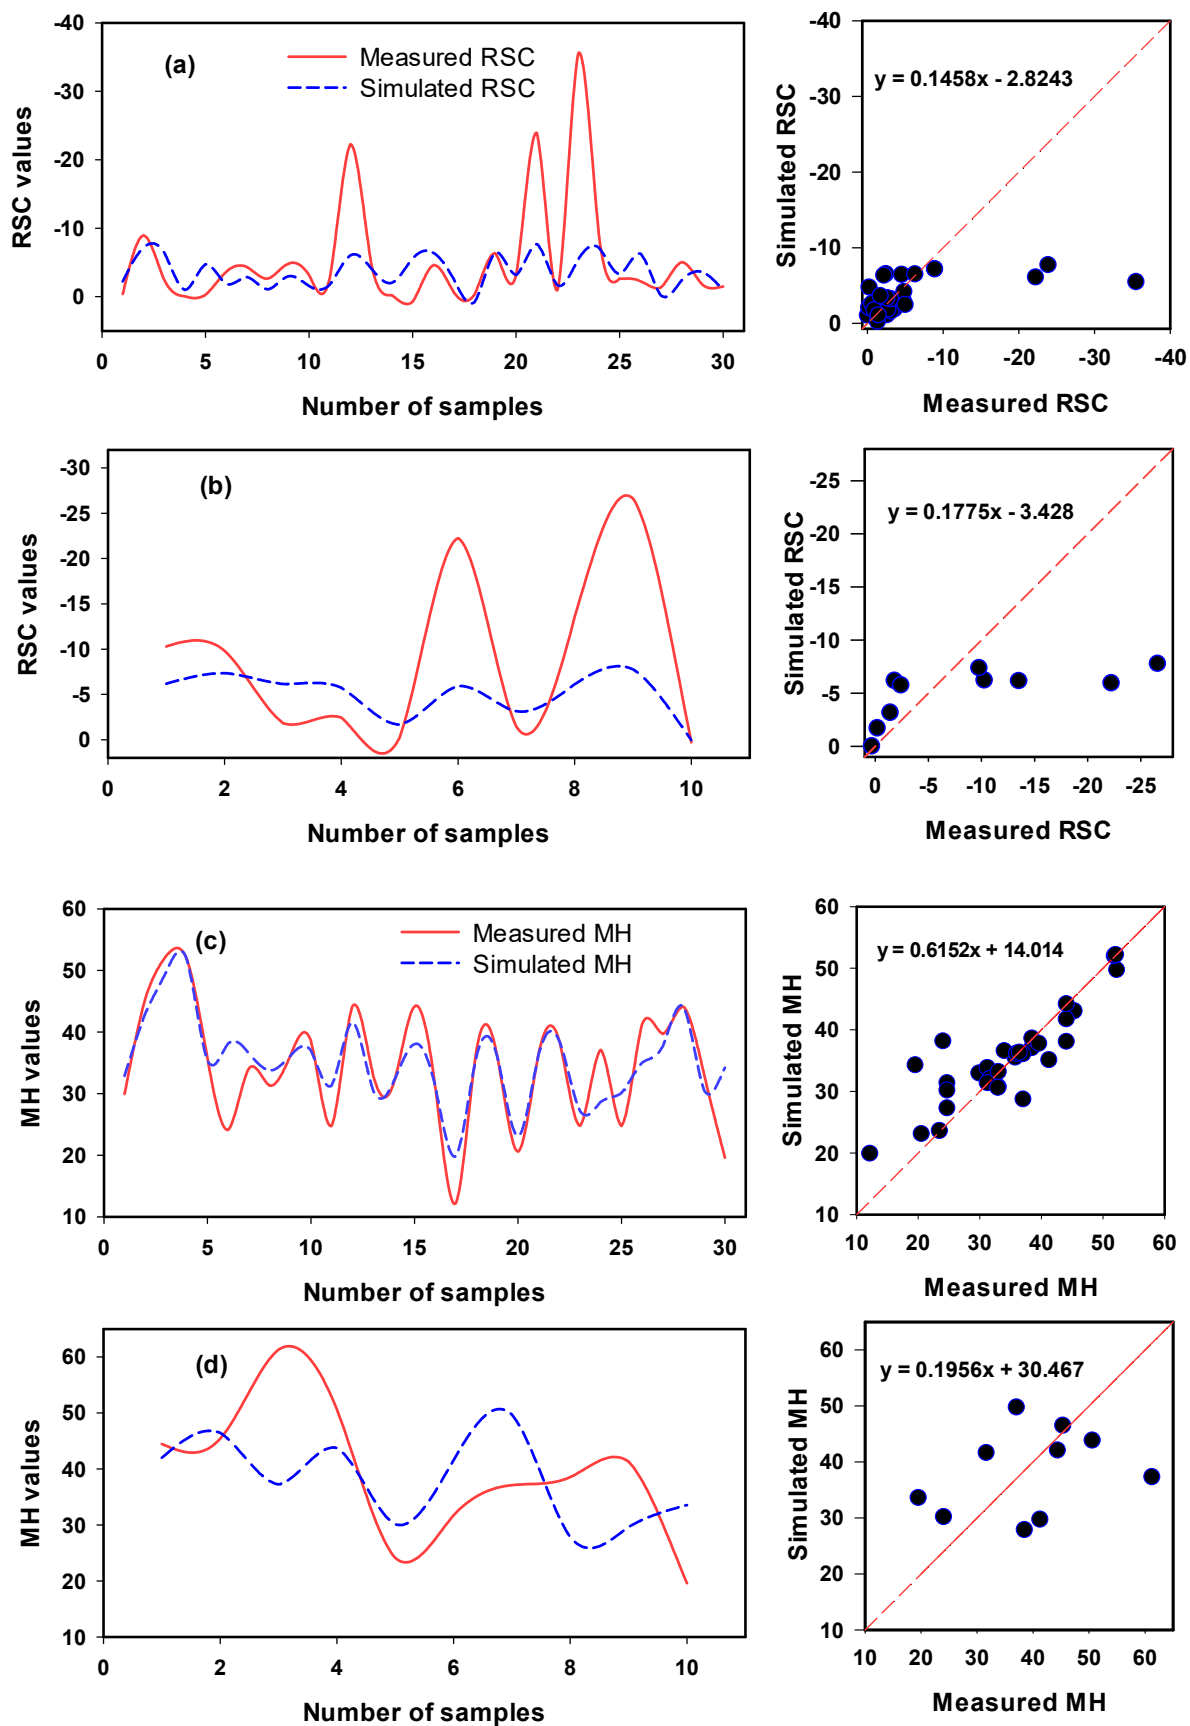 (a)
Measured RSC
Simulated RSC
RSC values
-40
-30
-20
-10
0
0 5 10 15 20 25 30
Number of samples
y = 0.1458x - 2.8243
Simulated RSC
-40
-30
-20
-10
0
0 -10 -20 -30 -40
Measured RSC
(b)
RSC values
-30
-25
-20
-15
-10
-5
0
0 2 4 6 8 10
Number of samples
y = 0.1775x - 3.428
Simulated RSC
-25
-20
-15
-10
-5
0
0 -5 -10 -15 -20 -25
Measured RSC
(c)
Measured MH
Simulated MH
MH values
60
50
40
30
20
10
0 5 10 15 20 25 30
Number of samples
y = 0.6152x + 14.014
Simulated MH
60
50
40
30
20
10
10 20 30 40 50 60
Measured MH
(d)
MH values
60
50
40
30
20
10
0 2 4 6 8 10
Number of samples
y = 0.1956x + 30.467
Simulated MH
60
50
40
30
20
10
10 20 30 40 50 60
Measured MH